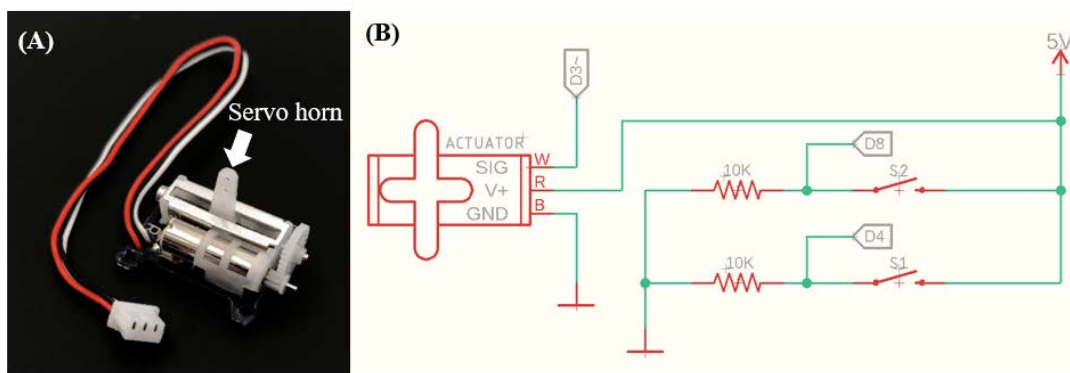 (A)
Servo horn
(B)
5V
D3~
ACTUATOR
SIG
W
V+
R
GND
B
D8
10K
S2
D4
10K
S1